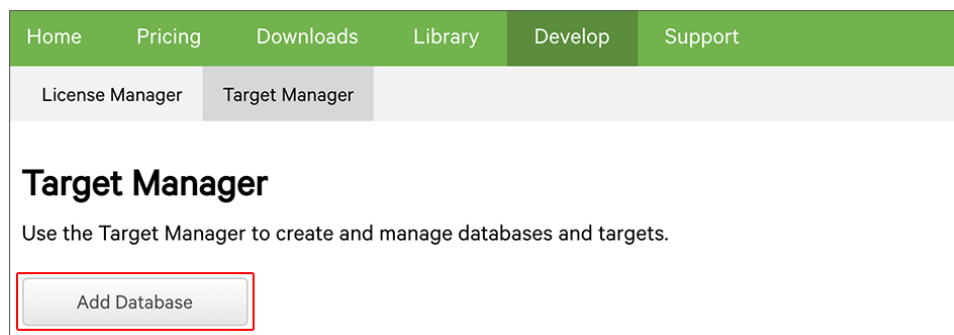 Home Pricing Downloads Library Develop Support
License Manager Target Manager
Target Manager
Use the Target Manager to create and manage databases and targets.
Add Database